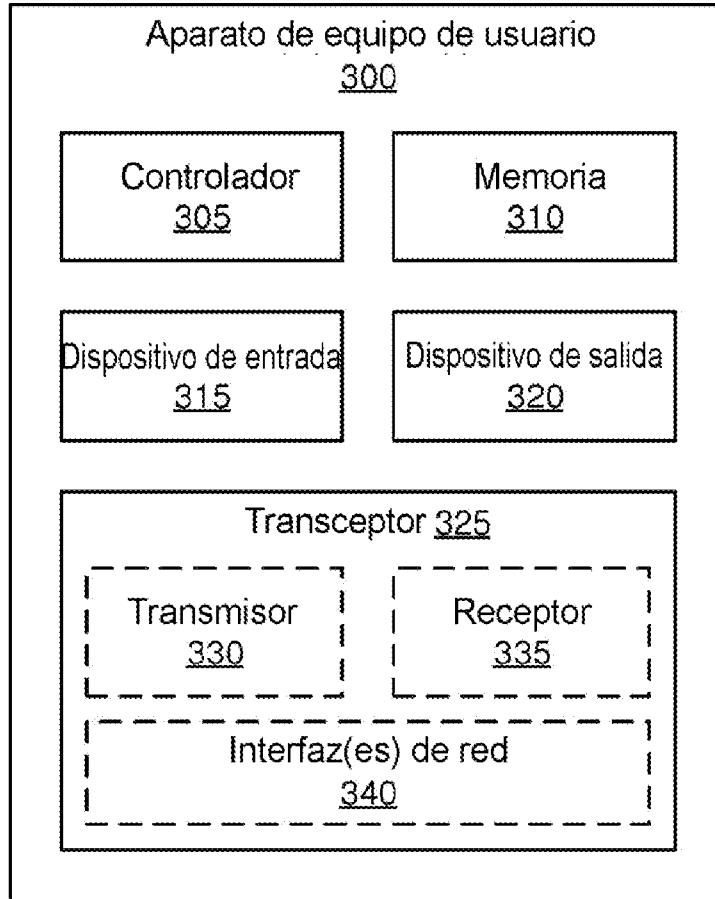 Aparato de equipo de usuario
300
Controlador
305
Memoria
310
Dispositivo de entrada
315
Dispositivo de salida
320
Transceptor 325
Transmisor
330
Receptor
335
Interfaz(es) de red
340